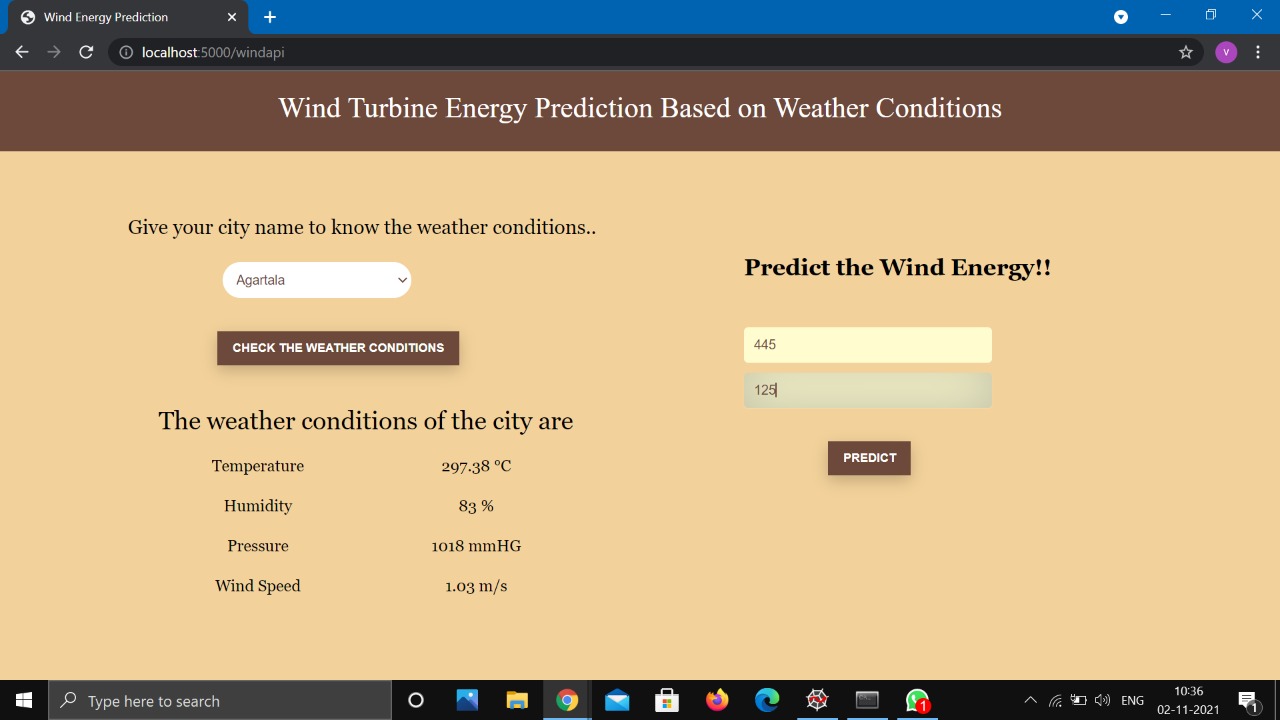 Wind Energy Prediction
localhost:5000/windapi
V
Wind Turbine Energy Prediction Based on Weather Conditions
Give your city name to know the weather conditions..
Agartala
CHECK THE WEATHER CONDITIONS
The weather conditions of the city are
Temperature 297.38 °C
Humidity 83 %
Pressure 1018 mmHG
Wind Speed 1.03 m/s
Predict the Wind Energy!!
445
125
PREDICT
Type here to search
1
ENG
10:36
02-11-2021
1